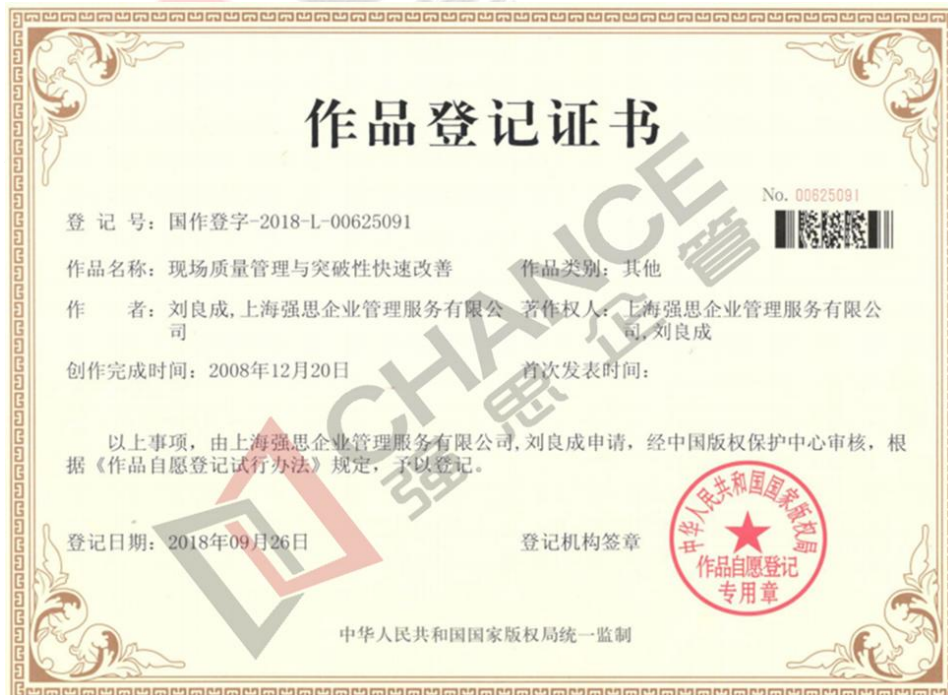 作品登记证书
No. 00625091
登 记 号：国作登字-2018-L-00625091
作品名称：现场质量管理与突破性快速改善
作品类别：其他
作 者：刘良成,上海强思企业管理服务有限公
司
著作权人：上海强思企业管理服务有限公
司,刘良成
创作完成时间：2008年12月20日
首次发表时间：
以上事项，由上海强思企业管理服务有限公司,刘良成申请，经中国版权保护中心审核，根
据《作品自愿登记试行办法》规定，予以登记.
登记日期：2018年09月26日
登记机构签章
中华人民共和国国家版权局
作品自愿登记
专用章
中华人民共和国国家版权局统一监制
CHANCE
强思企管